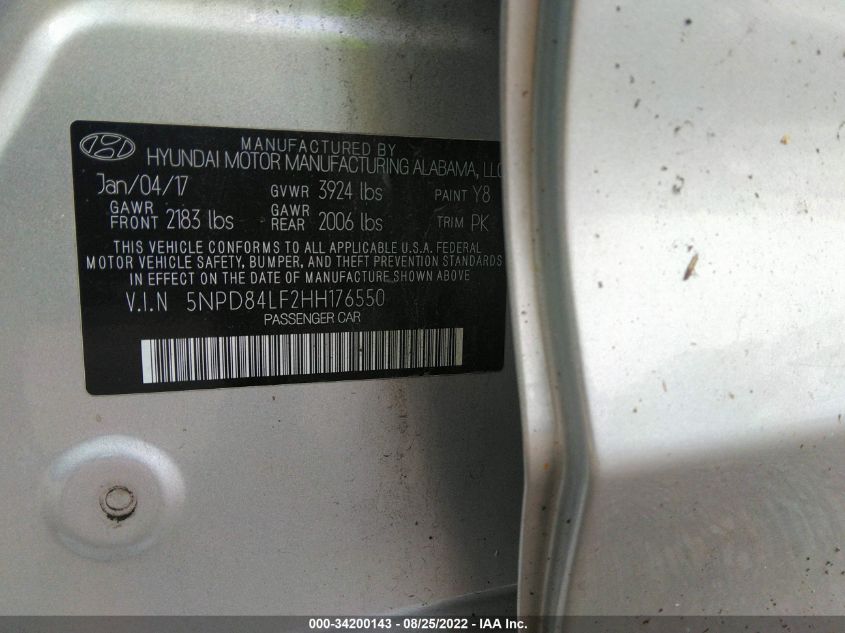 MANUFACTURED BY
HYUNDAI MOTOR MANUFACTURING ALABAMA, LLC
Jan/04/17 GVWR 3924 lbs PAINT Y8
GAWR FRONT 2183 lbs GAWR REAR 2006 lbs TRIM PK
THIS VEHICLE CONFORMS TO ALL APPLICABLE U.S.A. FEDERAL
MOTOR VEHICLE SAFETY, BUMPER, AND THEFT PREVENTION STANDARDS
IN EFFECT ON THE DATE OF MANUFACTURE SHOWN ABOVE.
V.I.N 5NPD84LF2HH176550
PASSENGER CAR
000-34200143 - 08/25/2022 - IAA Inc.